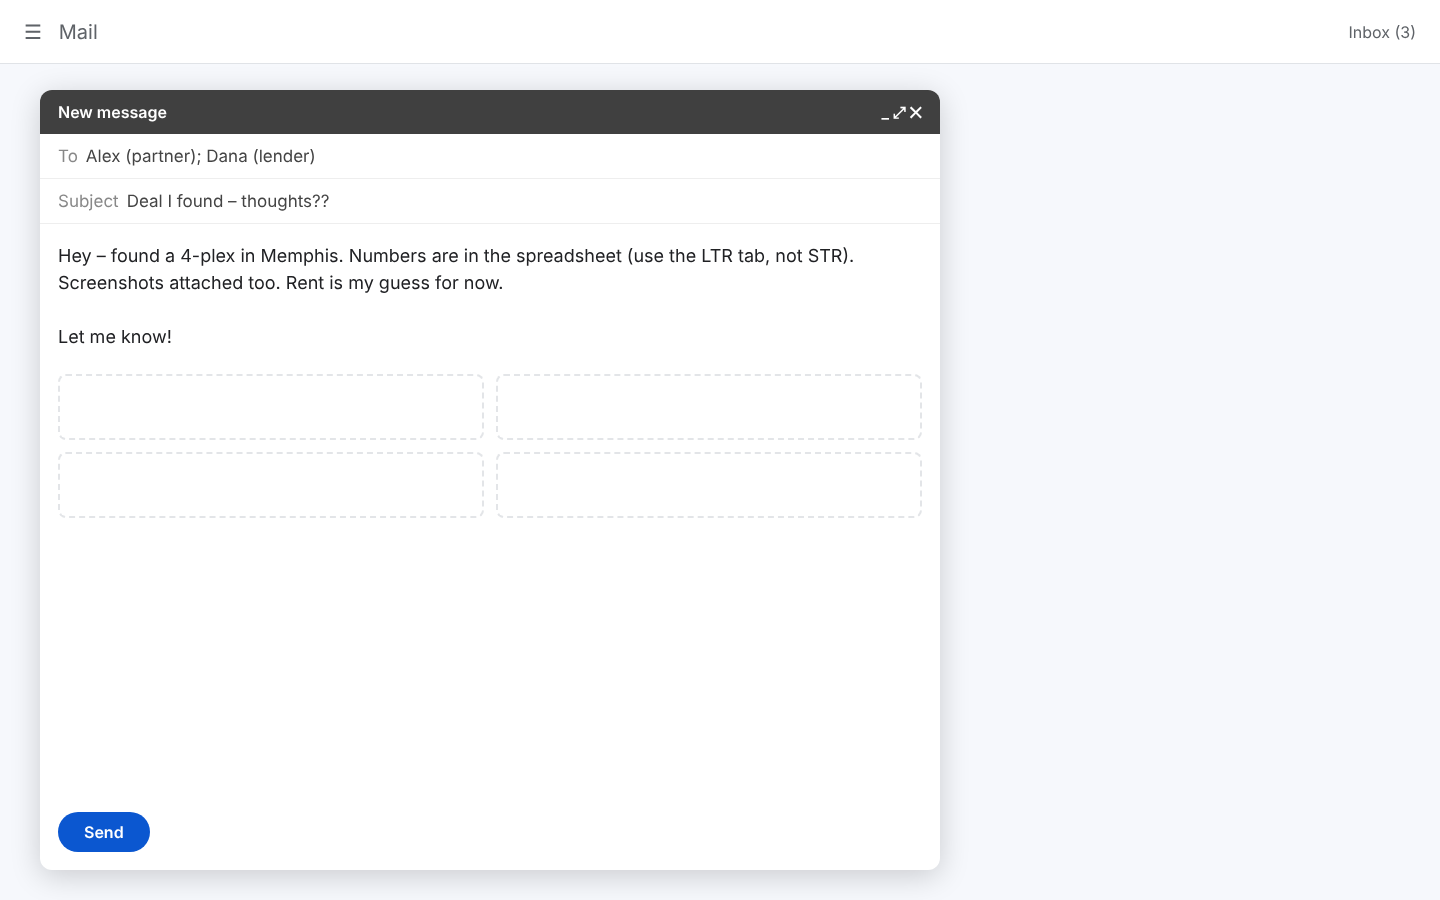 ☰ Mail
Inbox (3)
New message
To Alex (partner); Dana (lender)
Subject Deal I found – thoughts??
Hey – found a 4-plex in Memphis. Numbers are in the spreadsheet (use the LTR tab, not STR).
Screenshots attached too. Rent is my guess for now.
Let me know!
Send